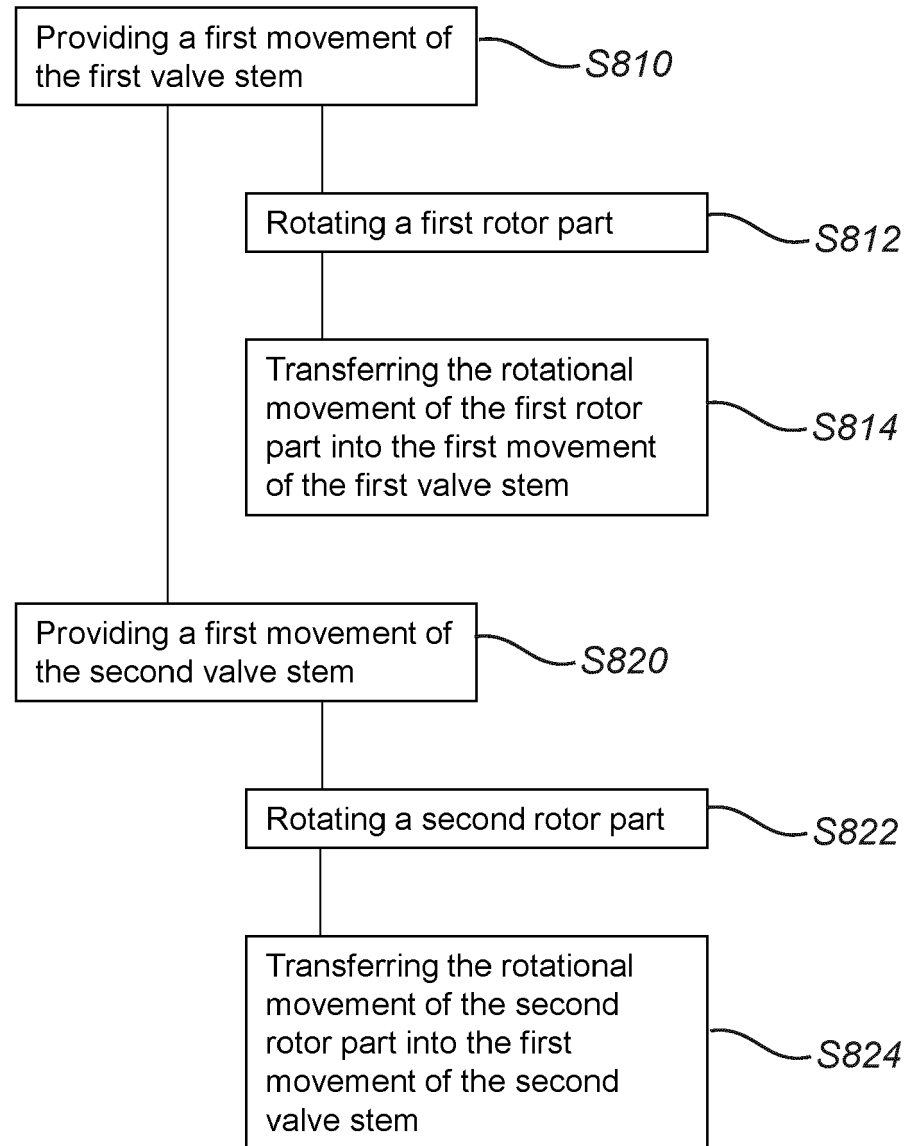 Providing a first movement of
the first valve stem
S810
Rotating a first rotor part
S812
Transferring the rotational
movement of the first rotor
part into the first movement
of the first valve stem
S814
Providing a first movement of
the second valve stem
S820
Rotating a second rotor part
S822
Transferring the rotational
movement of the second
rotor part into the first
movement of the second
valve stem
S824